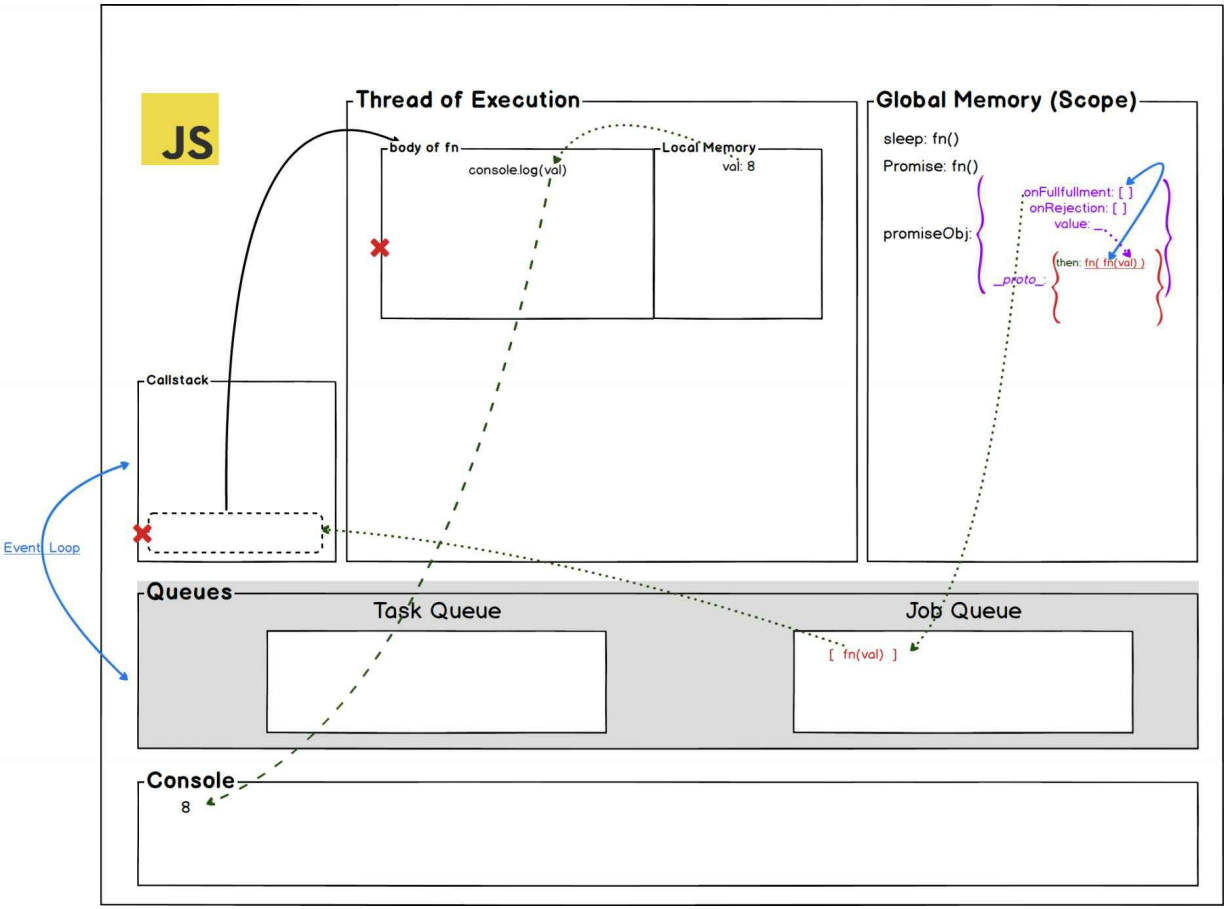 JS
Thread of Execution
body of fn
console.log(val)
Local Memory
val: 8
Global Memory (Scope)
sleep: fn()
Promise: fn()
promiseObj:
onFullfullment: [ ]
onRejection: [ ]
value: _
_proto_:
then: fn( fn(val) )
Callstack
Event Loop
Queues
Task Queue
Job Queue
[ fn(val) ]
Console
8